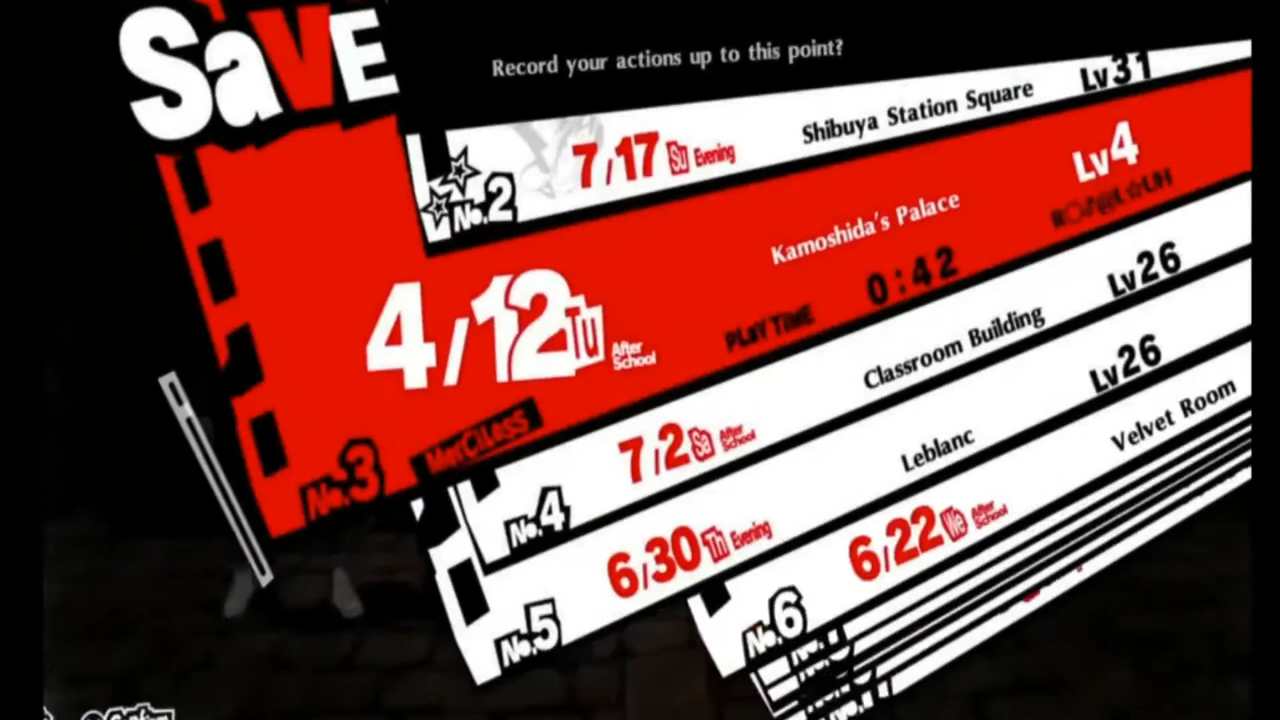 SaVE
Record your actions up to this point?
No.2 7/17 Su Evening Shibuya Station Square Lv31
No.3 4/12 Tu After School Kamoshida's Palace Lv4
MerCiLess PLAY TIME 0:42
No.4 7/2 Sa After School Classroom Building Lv26
No.5 6/30 Th Evening Leblanc Lv26
No.6 6/22 We After School Velvet Room